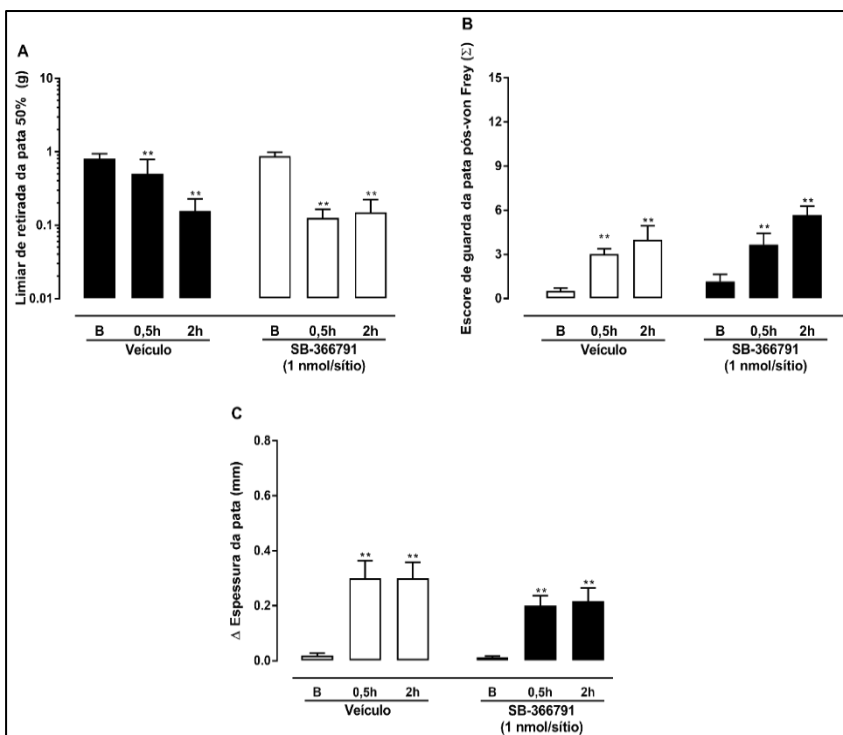 A
Limiar de retirada da pata 50% (g)
10
1
0.1
0.01
** ** ** **
B 0,5h 2h B 0,5h 2h
Veículo SB-366791
(1 nmol/sítio)
B
Escore de guarda da pata pós-von Frey (Σ)
15
12
9
6
3
0
** ** ** **
B 0,5h 2h B 0,5h 2h
Veículo SB-366791
(1 nmol/sítio)
C
Δ Espessura da pata (mm)
0.8
0.6
0.4
0.2
0.0
** ** ** **
B 0,5h 2h B 0,5h 2h
Veículo SB-366791
(1 nmol/sítio)